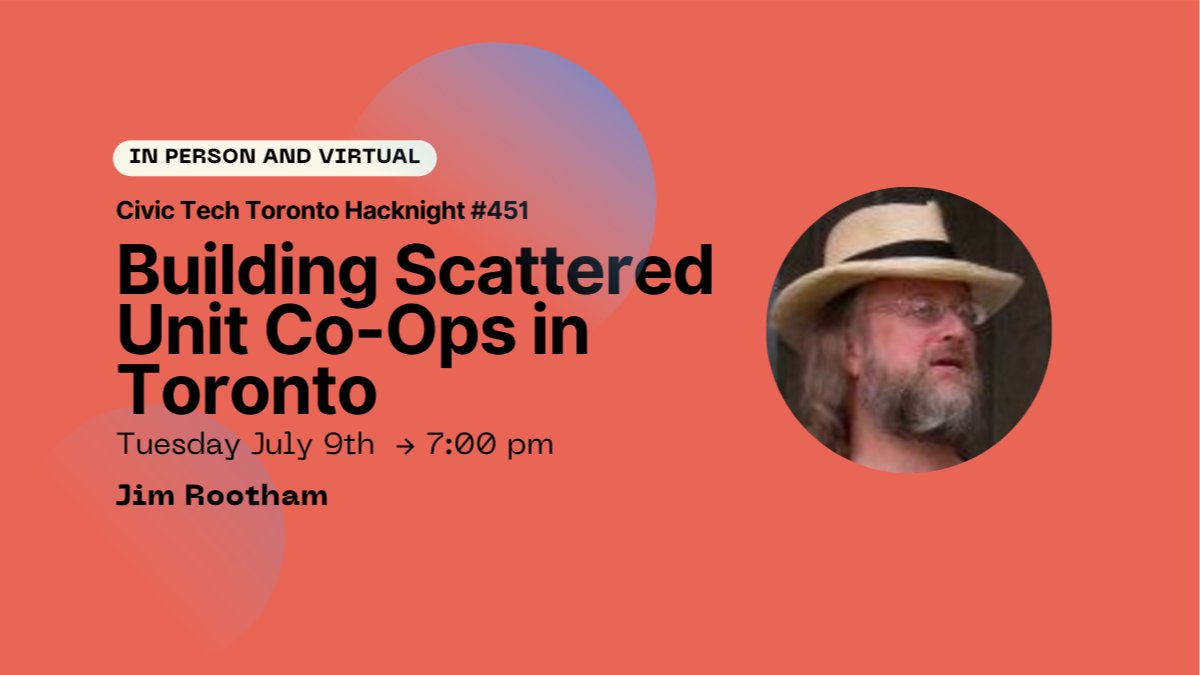 IN PERSON AND VIRTUAL
Civic Tech Toronto Hacknight #451
Building Scattered
Unit Co-Ops in
Toronto
Tuesday July 9th → 7:00 pm
Jim Rootham